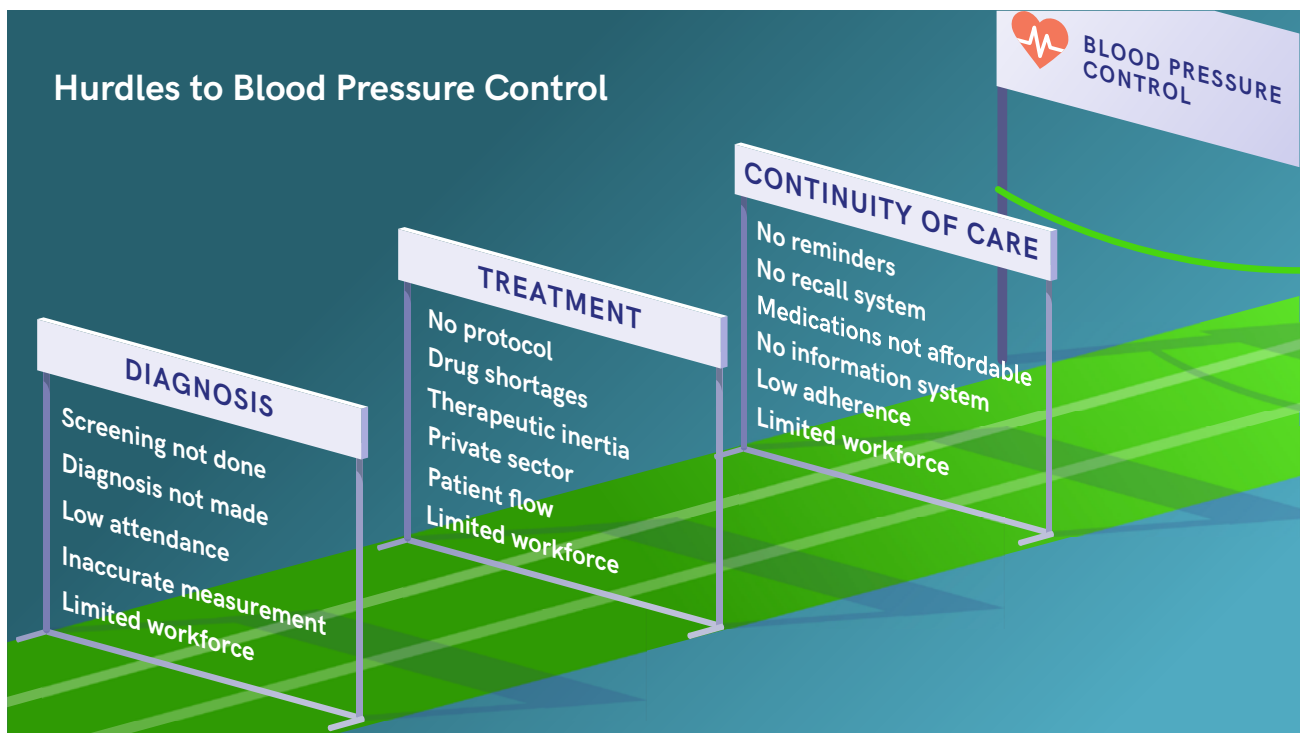 Hurdles to Blood Pressure Control
BLOOD PRESSURE
CONTROL
DIAGNOSIS
Screening not done
Diagnosis not made
Low attendance
Inaccurate measurement
Limited workforce
TREATMENT
No protocol
Drug shortages
Therapeutic inertia
Private sector
Patient flow
Limited workforce
CONTINUITY OF CARE
No reminders
No recall system
Medications not affordable
No information system
Low adherence
Limited workforce